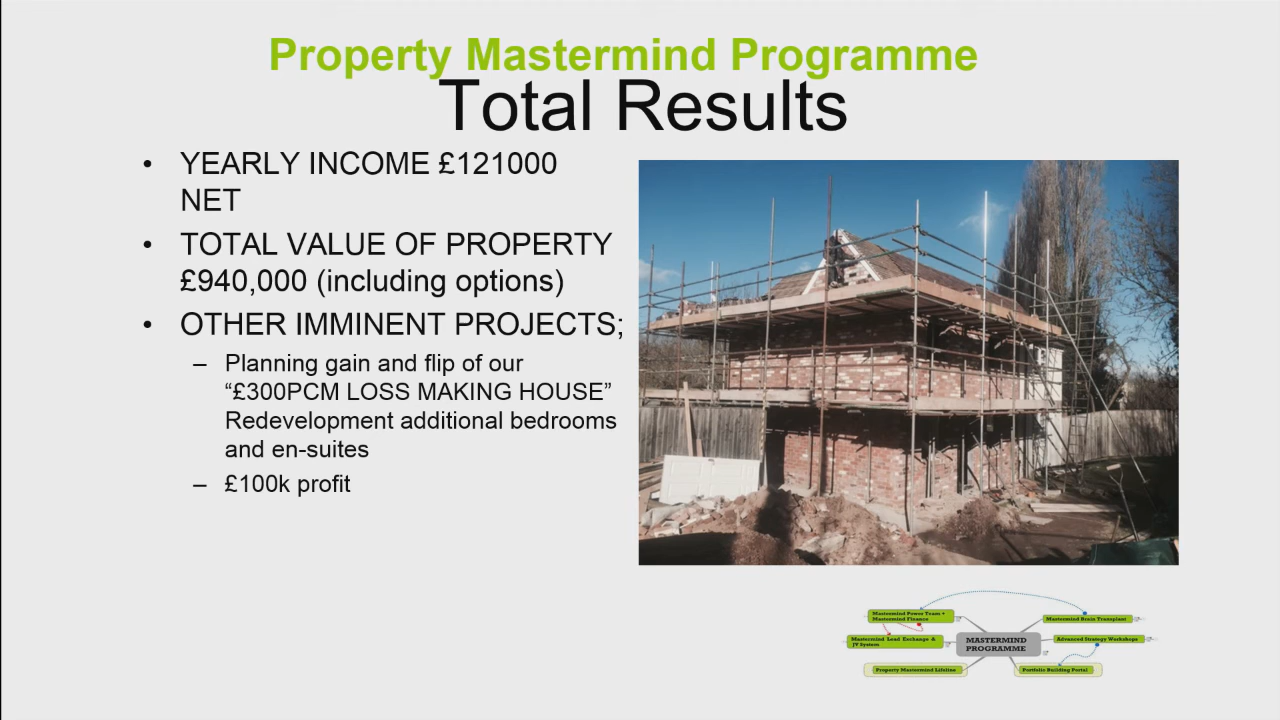 Property Mastermind Programme
Total Results
• YEARLY INCOME £121000
NET
• TOTAL VALUE OF PROPERTY
£940,000 (including options)
• OTHER IMMINENT PROJECTS;
– Planning gain and flip of our
“£300PCM LOSS MAKING HOUSE”
Redevelopment additional bedrooms
and en-suites
– £100k profit
Mastermind Power Team +
Mastermind Finance
Mastermind Brain Transplant
Mastermind Lead Exchange &
JV System
MASTERMIND
PROGRAMME
Advanced Strategy Workshops
Property Mastermind Lifeline
Portfolio Building Portal